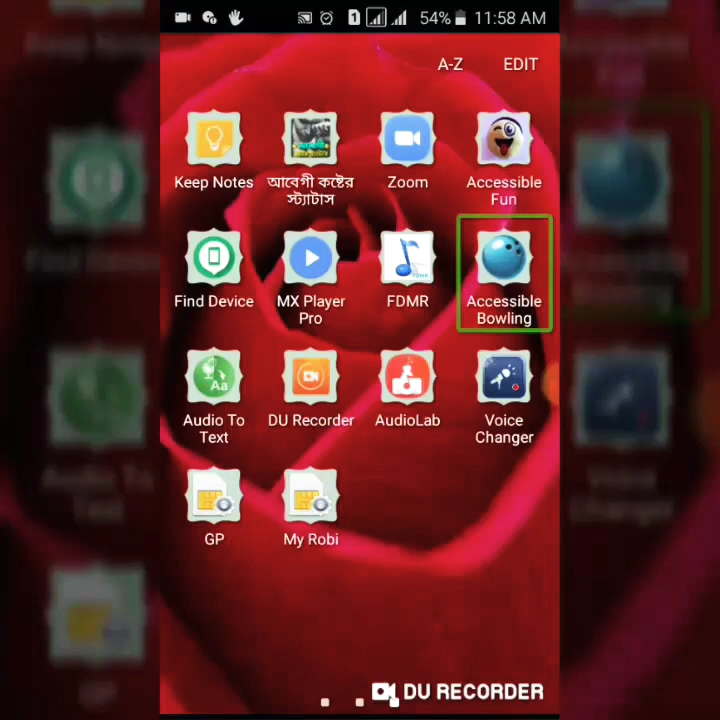 54% 11:58 AM
A-Z EDIT
Keep Notes
আবেগী কষ্টের
স্ট্যাটাস
Zoom
Accessible
Fun
Find Device
MX Player
Pro
FDMR
Accessible
Bowling
Audio To
Text
DU Recorder
AudioLab
Voice
Changer
GP
My Robi
DU RECORDER